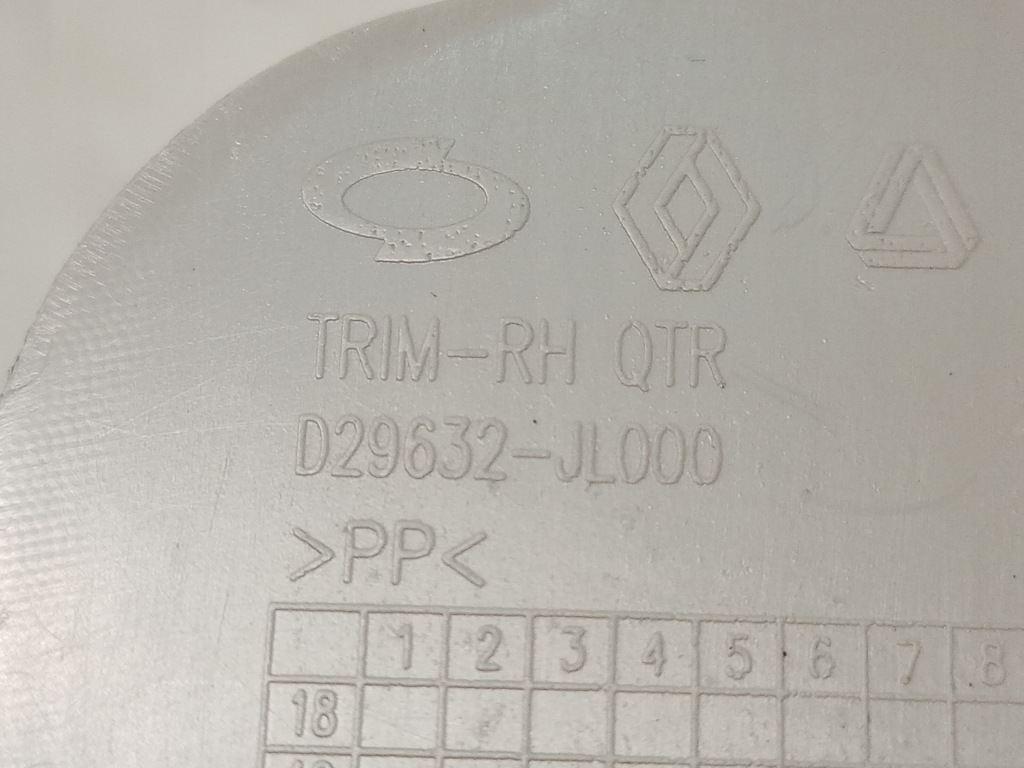 TRIM-RH QTR
D29632-JL000
>PP<
1 2 3 4 5 6 7 8
18